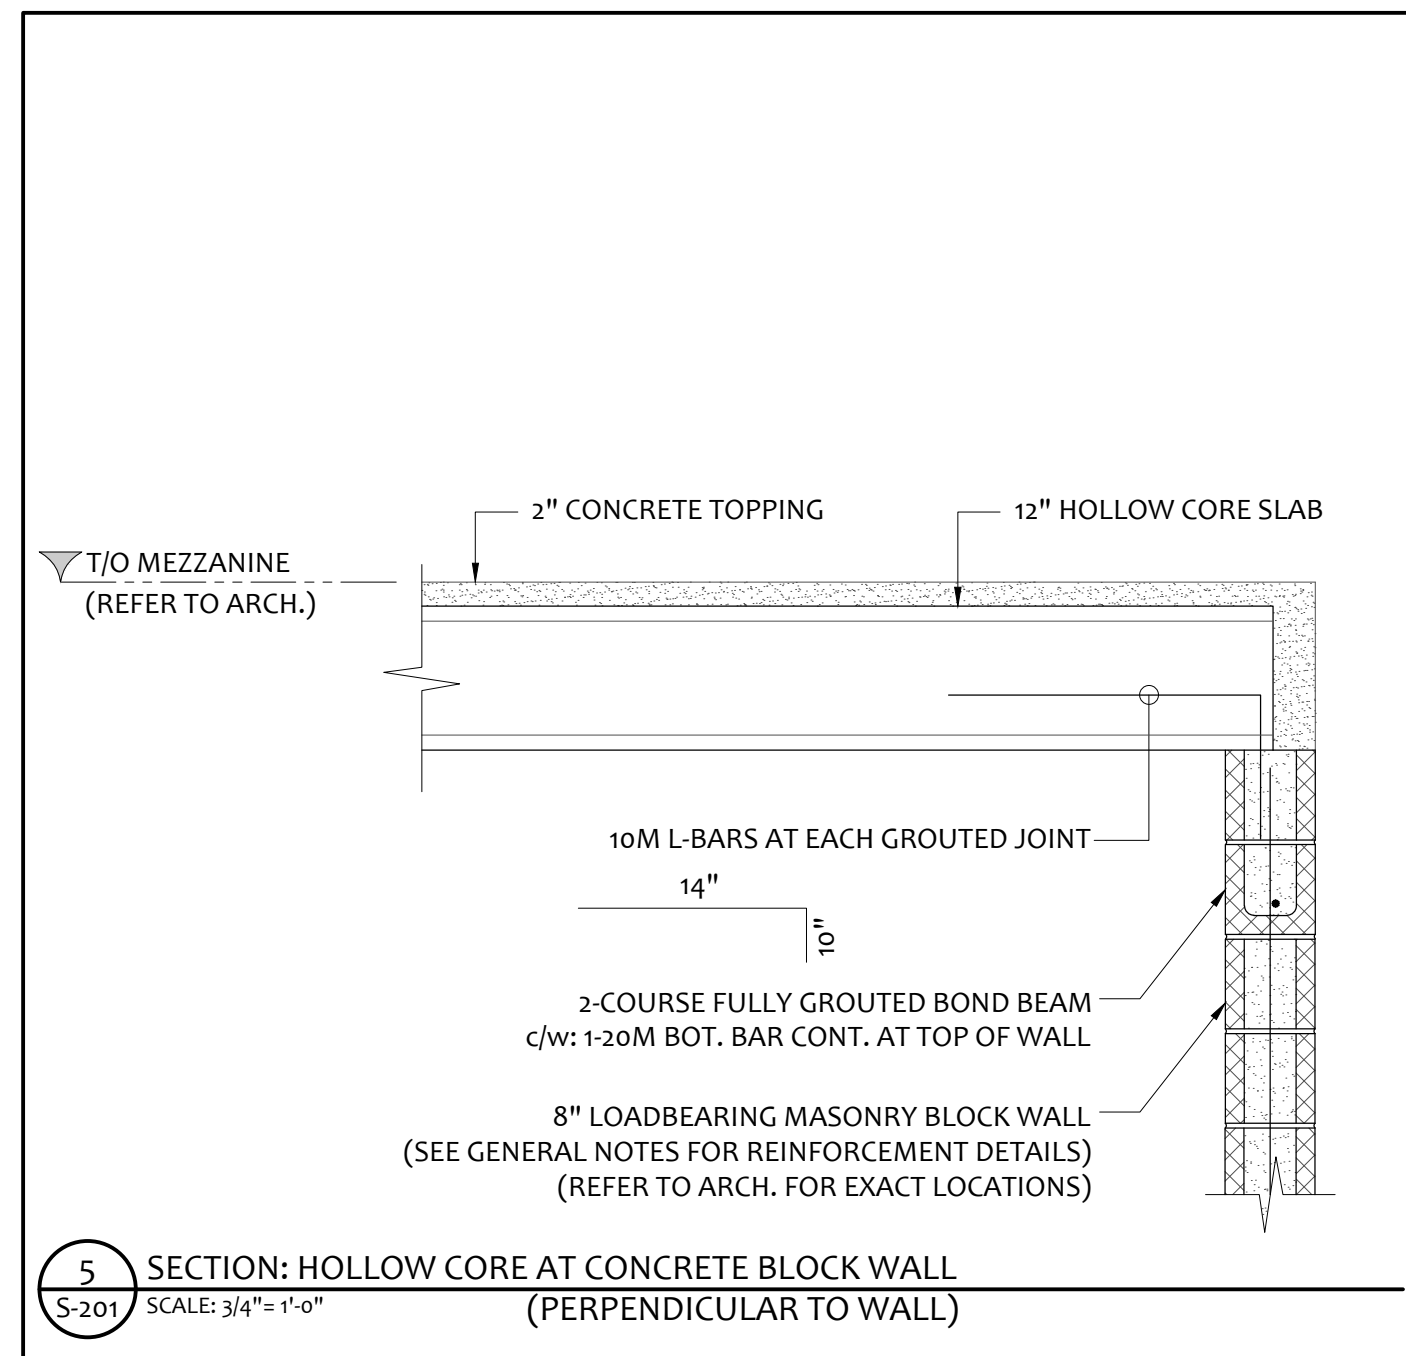 2" CONCRETE TOPPING
12" HOLLOW CORE SLAB
T/O MEZZANINE
(REFER TO ARCH.)
10M L-BARS AT EACH GROUTED JOINT
14"
10"
2-COURSE FULLY GROUTED BOND BEAM
c/w: 1-20M BOT. BAR CONT. AT TOP OF WALL
8" LOADBEARING MASONRY BLOCK WALL
(SEE GENERAL NOTES FOR REINFORCEMENT DETAILS)
(REFER TO ARCH. FOR EXACT LOCATIONS)
5
SECTION: HOLLOW CORE AT CONCRETE BLOCK WALL
S-201
SCALE: 3/4"= 1'-0"
(PERPENDICULAR TO WALL)